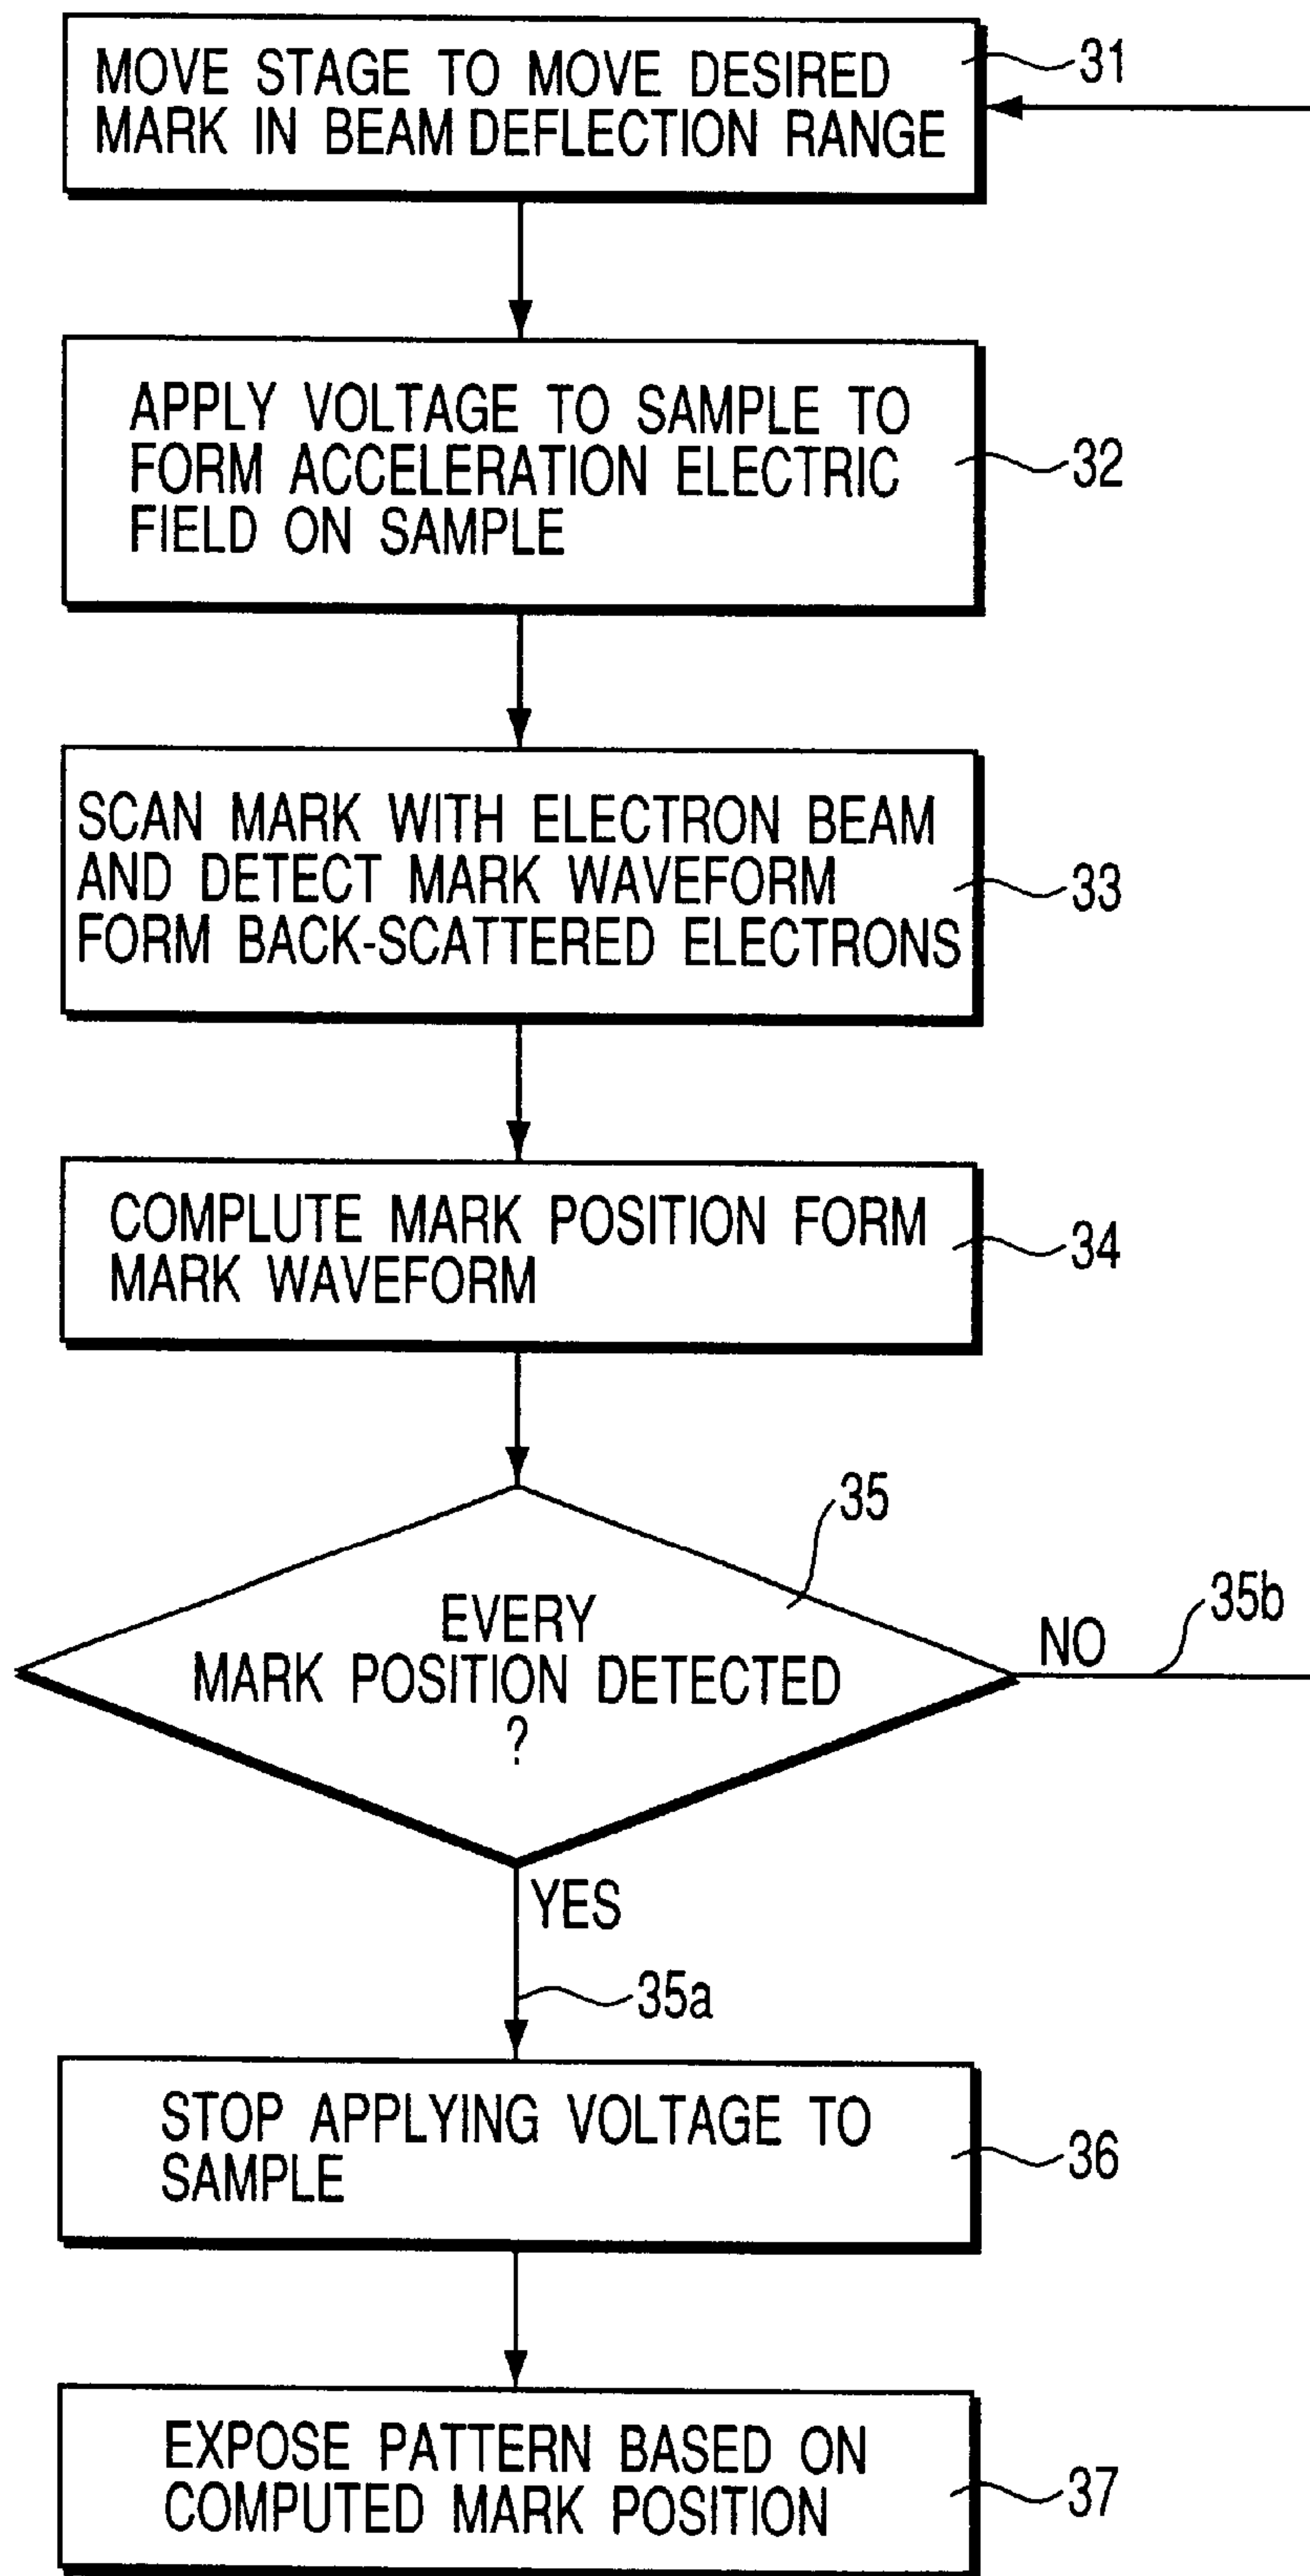 MOVE STAGE TO MOVE DESIRED
MARK IN BEAM DEFLECTION RANGE
31
APPLY VOLTAGE TO SAMPLE TO
FORM ACCELERATION ELECTRIC
FIELD ON SAMPLE
32
SCAN MARK WITH ELECTRON BEAM
AND DETECT MARK WAVEFORM
FORM BACK-SCATTERED ELECTRONS
33
COMPLUTE MARK POSITION FORM
MARK WAVEFORM
34
35
EVERY
MARK POSITION DETECTED
?
NO
35b
YES
35a
STOP APPLYING VOLTAGE TO
SAMPLE
36
EXPOSE PATTERN BASED ON
COMPUTED MARK POSITION
37